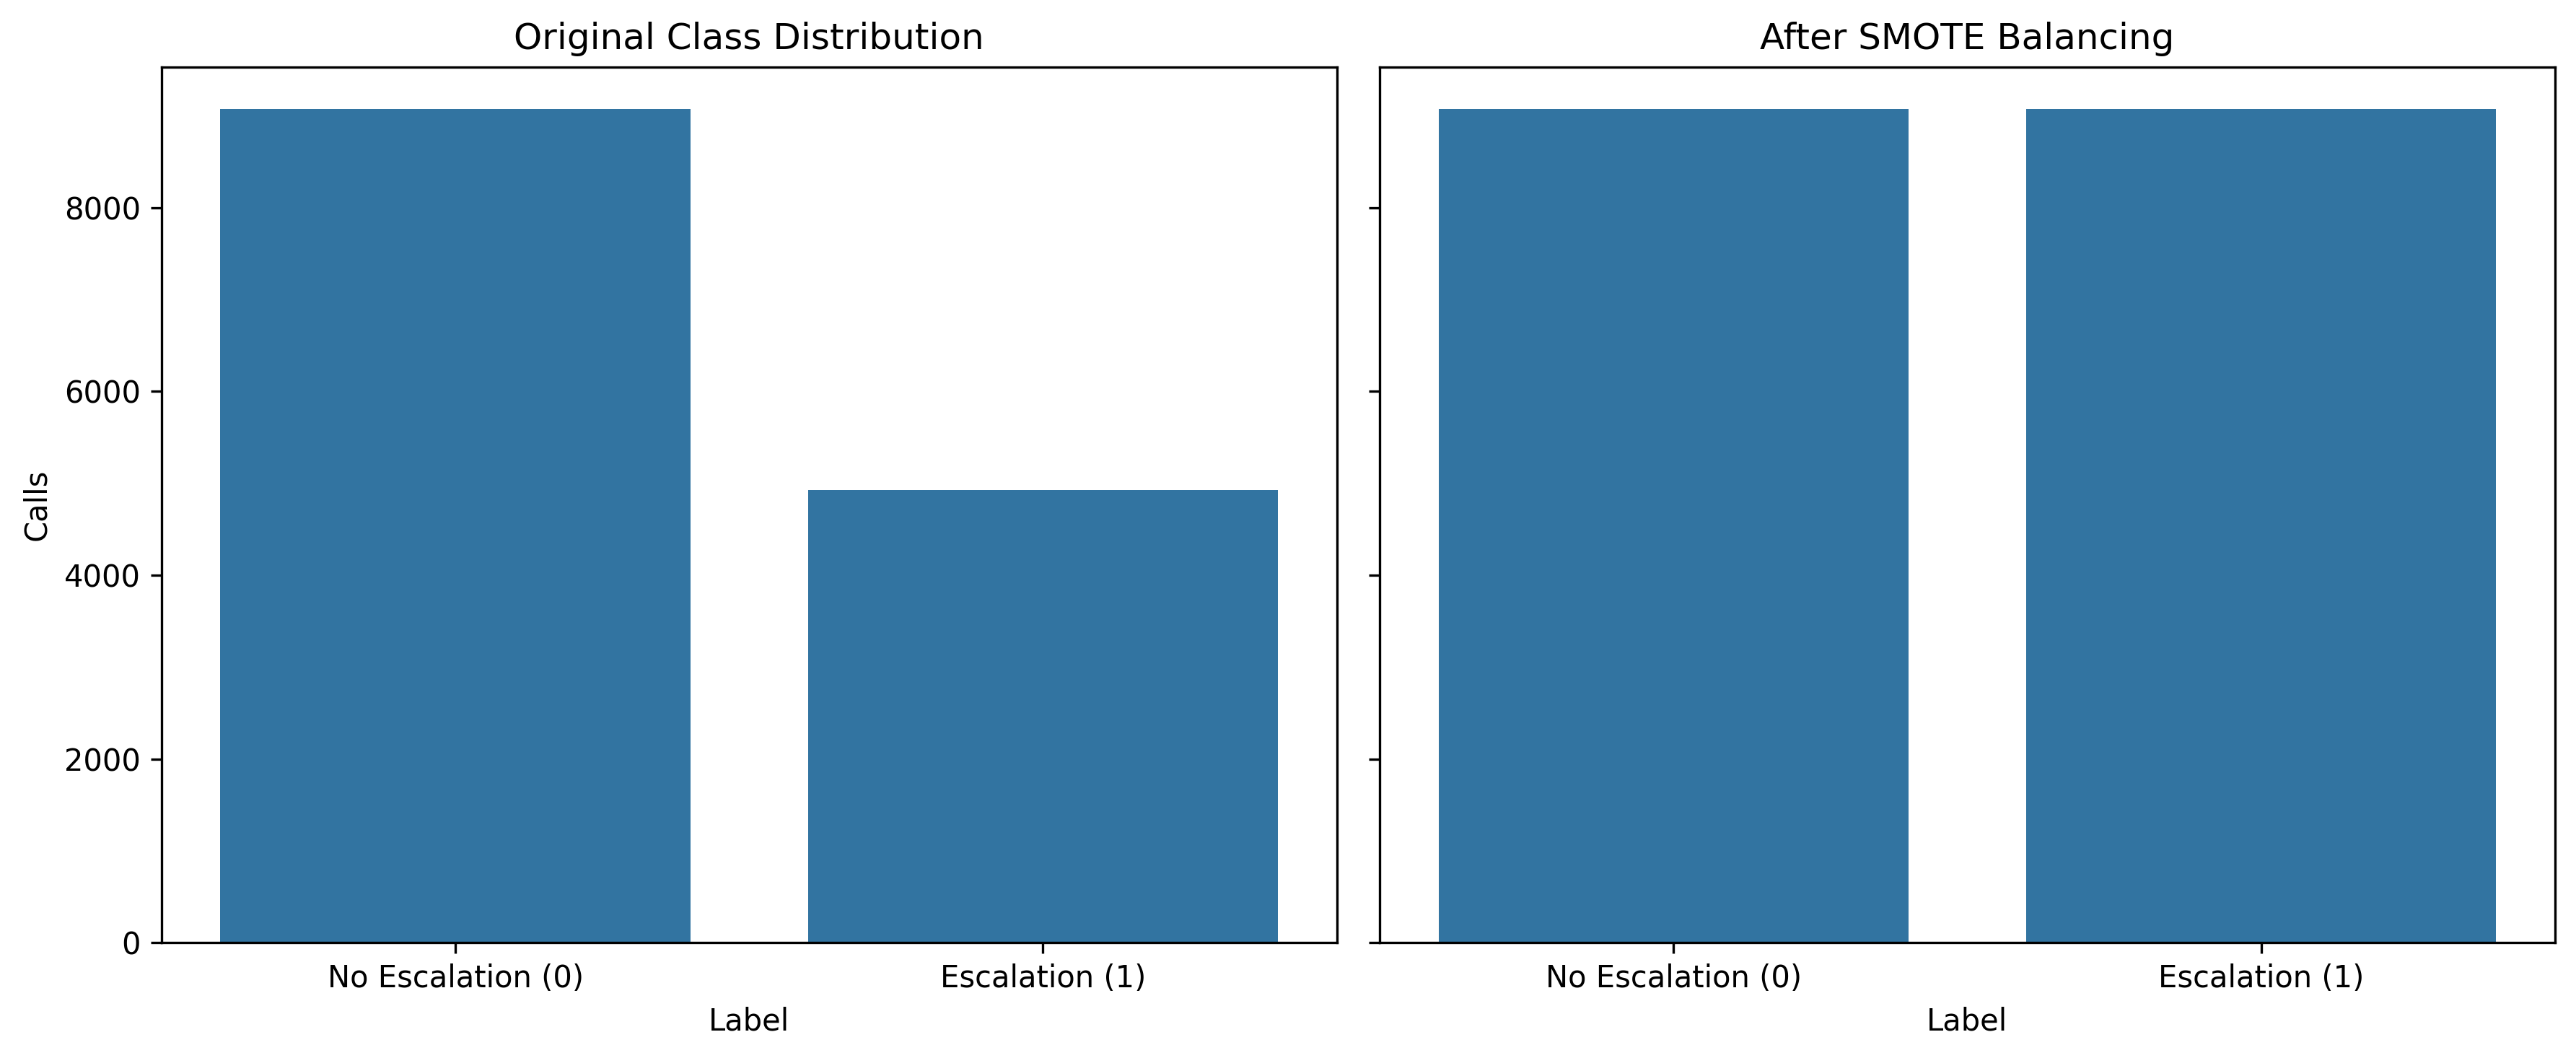 Original Class Distribution
After SMOTE Balancing
Calls
8000
6000
4000
2000
0
No Escalation (0)
Escalation (1)
Label
No Escalation (0)
Escalation (1)
Label